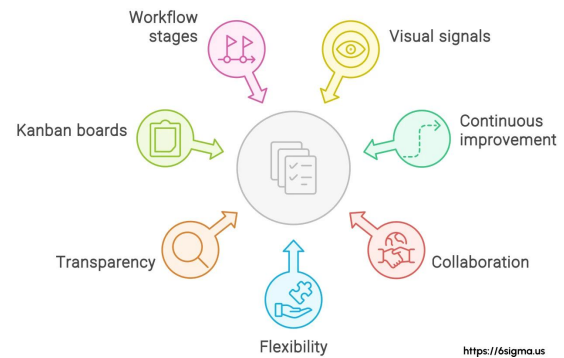 Workflow
stages
Visual signals
Kanban boards
Continuous
improvement
Transparency
Collaboration
Flexibility
https://6sigma.us